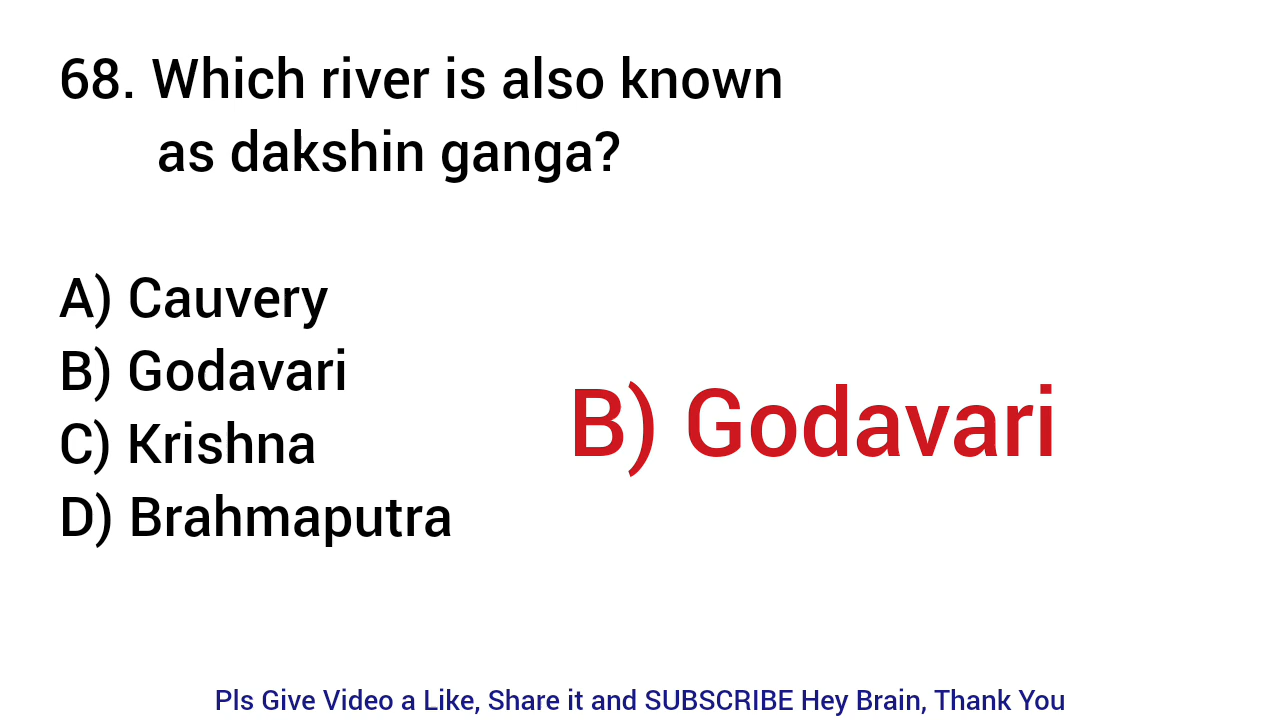 68. Which river is also known
as dakshin ganga?
A) Cauvery
B) Godavari
C) Krishna
D) Brahmaputra
B) Godavari
Pls Give Video a Like, Share it and SUBSCRIBE Hey Brain, Thank You